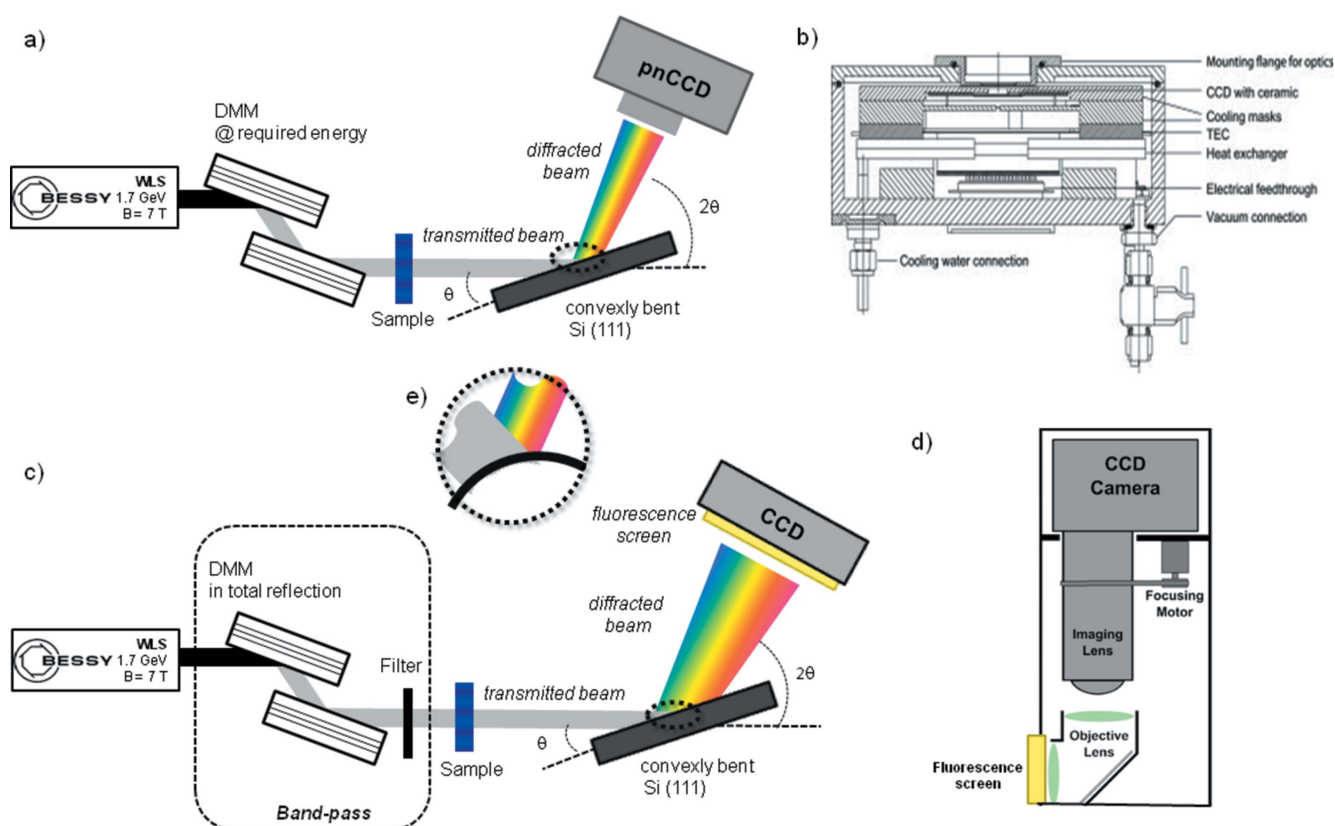 a)
DMM
@ required energy
WLS
BESSY 1.7 GeV
B= 7 T
transmitted beam
Sample
θ
convexly bent
Si (111)
diffracted
beam
2θ
pnCCD
b)
Mounting flange for optics
CCD with ceramic
Cooling masks
TEC
Heat exchanger
Electrical feedthrough
Vacuum connection
Cooling water connection
e)
c)
DMM
in total reflection
WLS
BESSY 1.7 GeV
B= 7 T
Filter
Band-pass
transmitted beam
Sample
θ
convexly bent
Si (111)
diffracted
beam
2θ
fluorescence
screen
CCD
d)
CCD
Camera
Focusing
Motor
Imaging
Lens
Objective
Lens
Fluorescence
screen